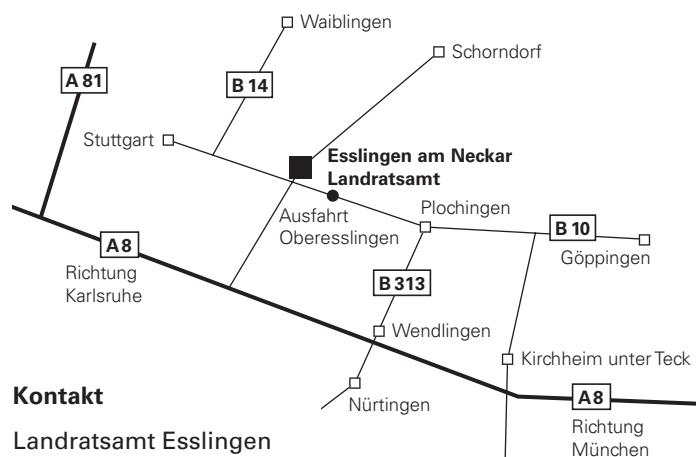 Waiblingen
Schorndorf
A 81
B 14
Stuttgart
Esslingen am Neckar
Landratsamt
Ausfahrt
Oberesslingen
Plochingen
B 10
Göppingen
A 8
Richtung
Karlsruhe
B 313
Wendlingen
Kirchheim unter Teck
Nürtingen
A 8
Richtung
München
Kontakt
Landratsamt Esslingen